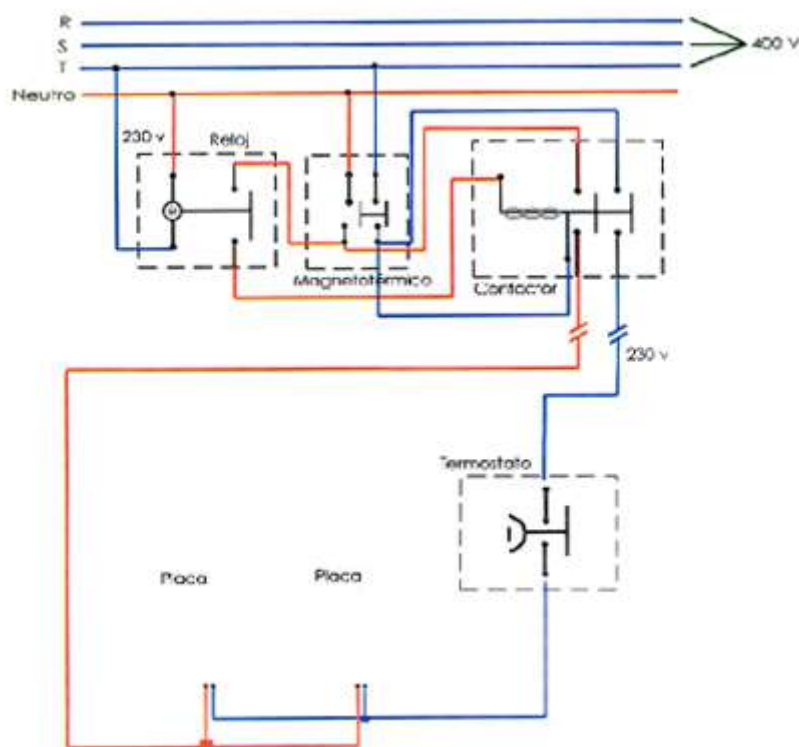 R
S
T
400 V
Neutro
230 v
Reloj
M
Magnetotérmico
Contactor
230 v
Termostato
Placa
Placa